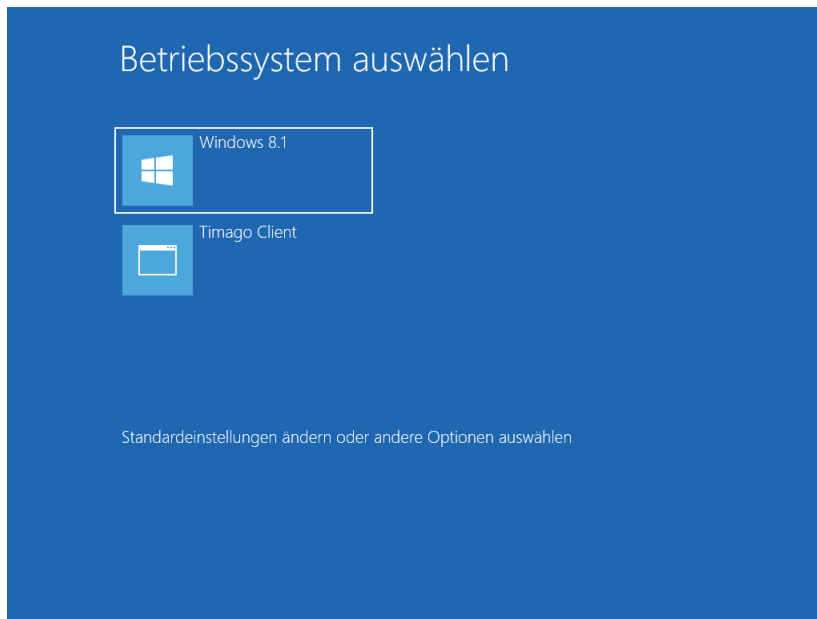 Betriebssystem auswählen
Windows 8.1
Timago Client
Standardeinstellungen ändern oder andere Optionen auswählen